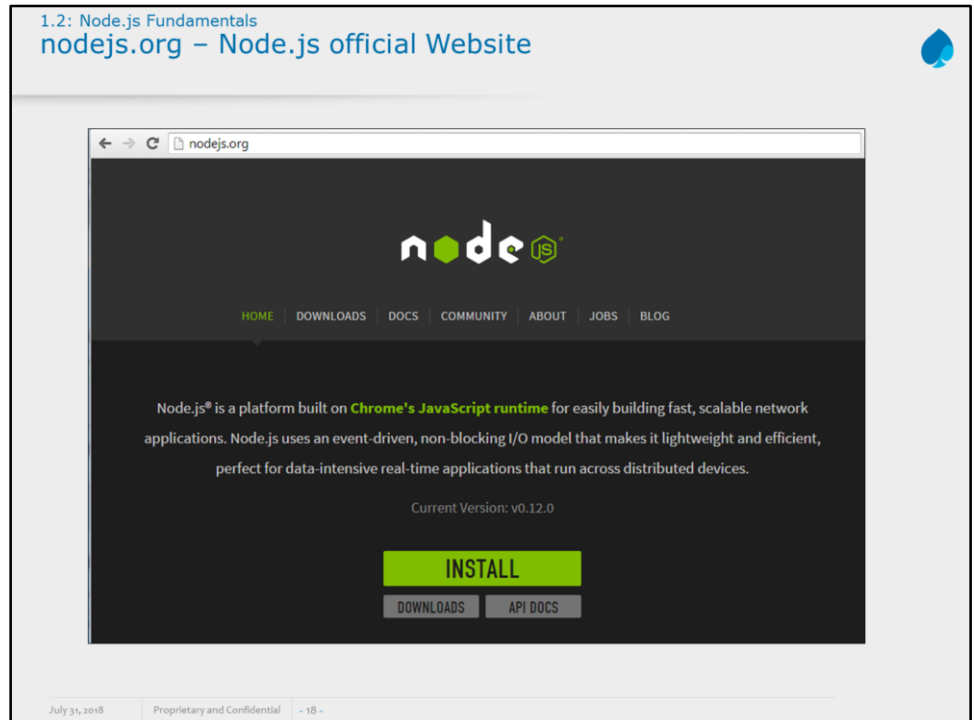 1.2: Node.js Fundamentals
nodejs.org – Node.js official Website
nodejs.org
node JS®
HOME DOWNLOADS DOCS COMMUNITY ABOUT JOBS BLOG
Node.js® is a platform built on Chrome's JavaScript runtime for easily building fast, scalable network
applications. Node.js uses an event-driven, non-blocking I/O model that makes it lightweight and efficient,
perfect for data-intensive real-time applications that run across distributed devices.
Current Version: v0.12.0
INSTALL
DOWNLOADS API DOCS
July 31, 2018 Proprietary and Confidential - 18 -